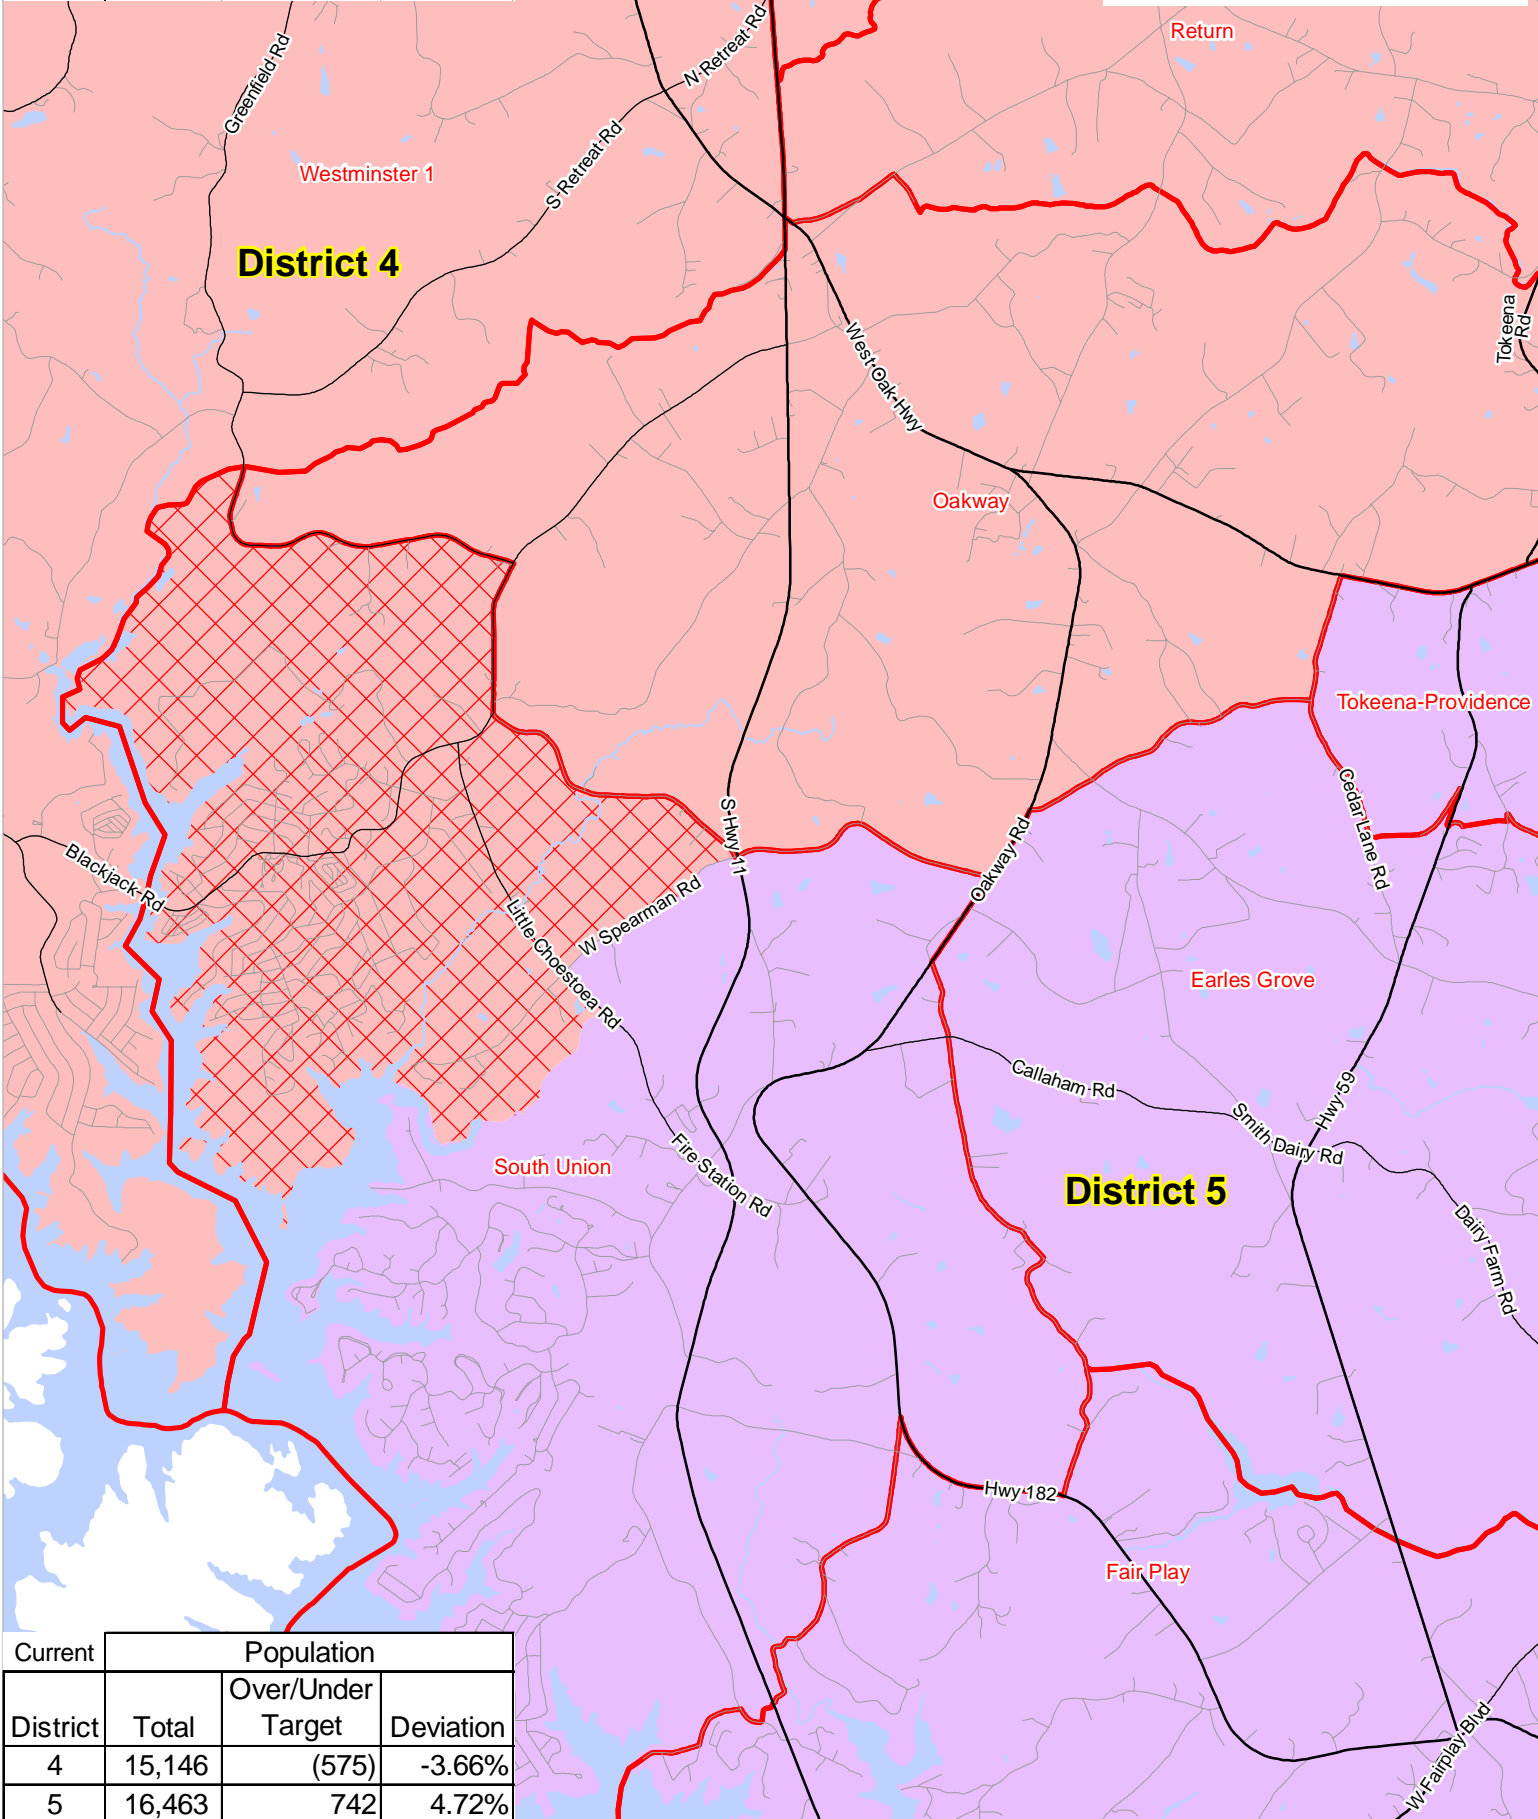 Return
Greenfield Rd
N Retreat Rd
S Retreat Rd
Westminster 1
District 4
Tokeena
Rd
West Oak Hwy
Oakway
Tokeena-Providence
S Hwy 11
Cedar Lane Rd
Oakway Rd
Blackjack Rd
Little Choestoea Rd
W Spearman Rd
Earles Grove
Callaham Rd
Hwy 59
Smith Dairy Rd
South Union
Fire Station Rd
District 5
Dairy Farm Rd
Hwy 182
Fair Play
W Fairplay Blvd
Current Population
Over/Under
District Total Target Deviation
4 15,146 (575) -3.66%
5 16,463 742 4.72%